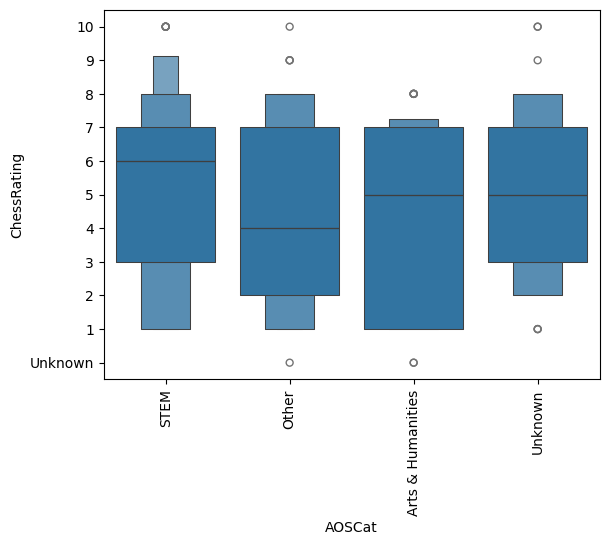 10
9
8
7
6
5
4
3
2
1
Unknown
ChessRating
STEM
Other
Arts & Humanities
Unknown
AOSCat